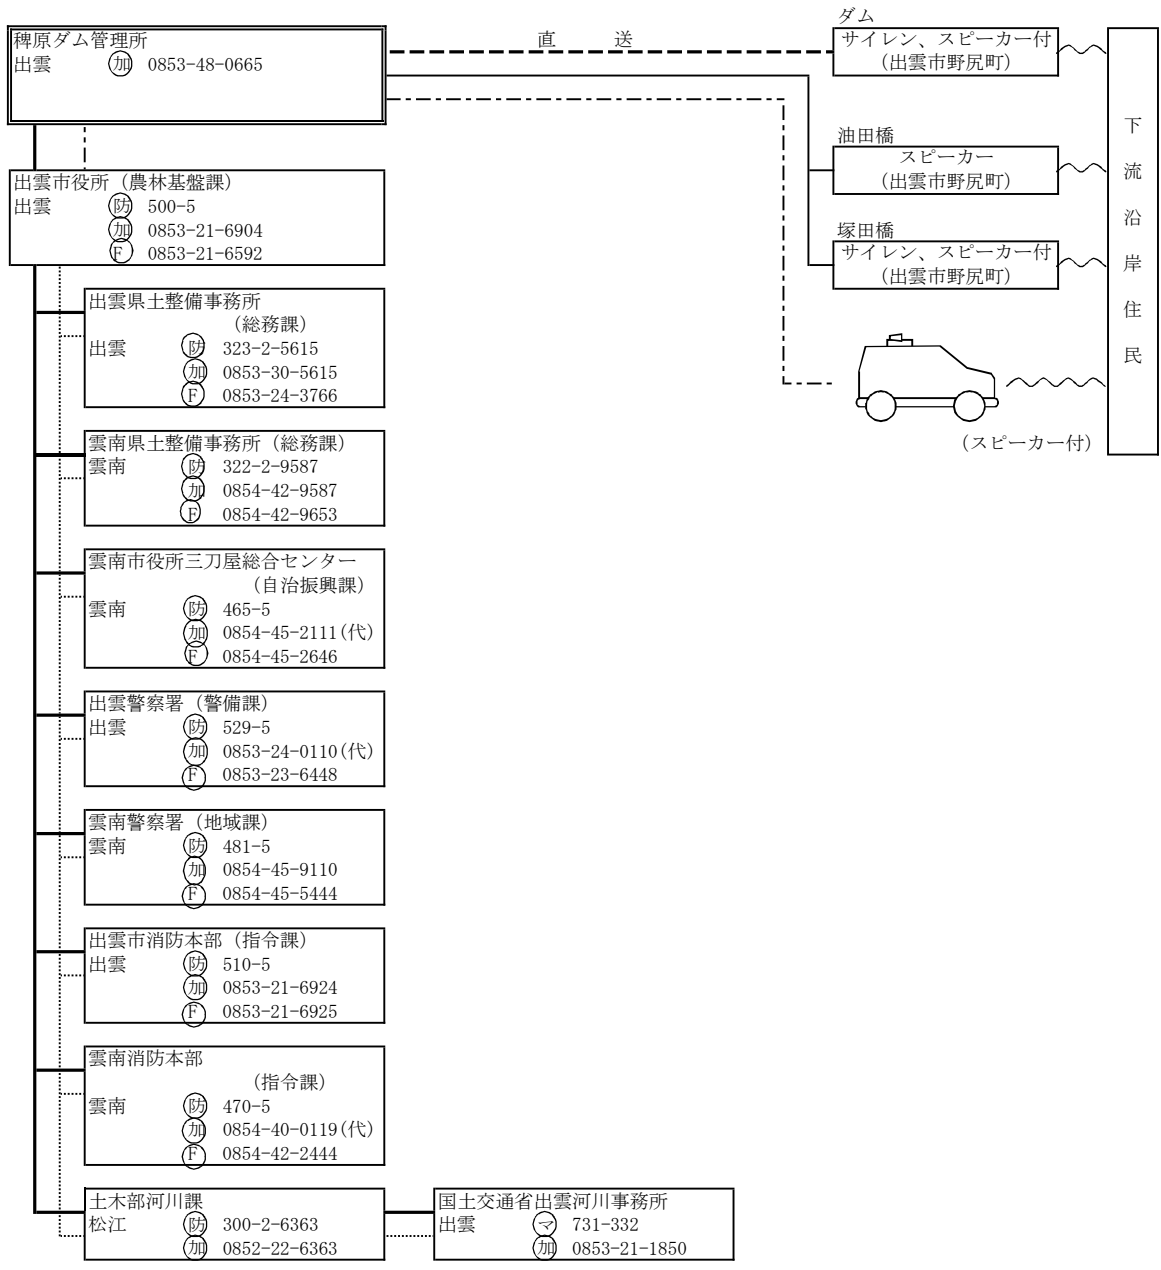 稗原ダム管理所
出雲 加 0853-48-0665
直 送
ダム
サイレン、スピーカー付
(出雲市野尻町)
油田橋
スピーカー
(出雲市野尻町)
塚田橋
サイレン、スピーカー付
(出雲市野尻町)
(スピーカー付)
下流沿岸住民
出雲市役所(農林基盤課)
出雲 防 500-5
加 0853-21-6904
F 0853-21-6592
出雲県土整備事務所
(総務課)
出雲 防 323-2-5615
加 0853-30-5615
F 0853-24-3766
雲南県土整備事務所(総務課)
雲南 防 322-2-9587
加 0854-42-9587
F 0854-42-9653
雲南市役所三刀屋総合センター
(自治振興課)
雲南 防 465-5
加 0854-45-2111(代)
F 0854-45-2646
出雲警察署(警備課)
出雲 防 529-5
加 0853-24-0110(代)
F 0853-23-6448
雲南警察署(地域課)
雲南 防 481-5
加 0854-45-9110
F 0854-45-5444
出雲市消防本部(指令課)
出雲 防 510-5
加 0853-21-6924
F 0853-21-6925
雲南消防本部
(指令課)
雲南 防 470-5
加 0854-40-0119(代)
F 0854-42-2444
土木部河川課
松江 防 300-2-6363
加 0852-22-6363
国土交通省出雲河川事務所
出雲 マ 731-332
加 0853-21-1850